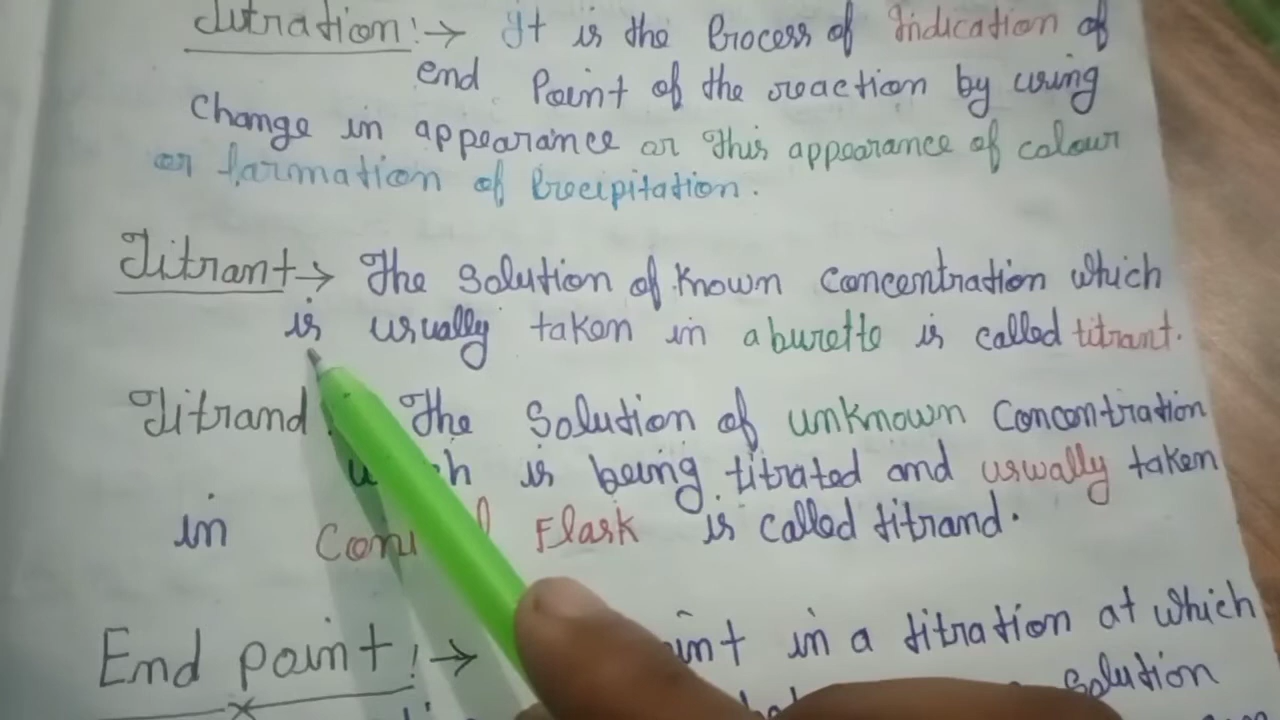 Titration :→ It is the Process of Indication of
end Point of the reaction by using
Change in appearance or This appearance of colour
or formation of Precipitation.
Titrant → The Solution of Known Concentration which
is usually taken in a burette is called titrant.
Titrand The Solution of unknown Concentration
is being titrated and usually taken
in Flask is called titrand.
End point :→ in a titration at which
solution